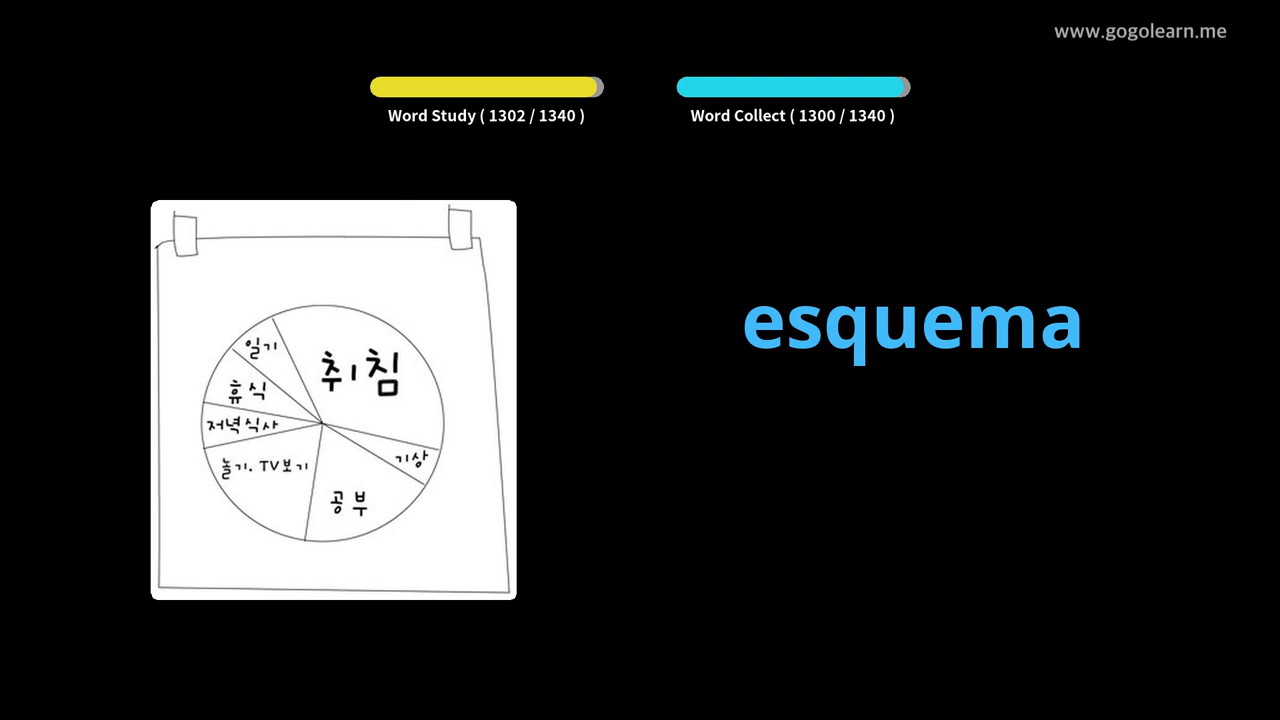 www.gogolearn.me
Word Study ( 1302 / 1340 )
Word Collect ( 1300 / 1340 )
일기
취침
휴식
저녁식사
기상
놀기. TV보기
공부
esquema